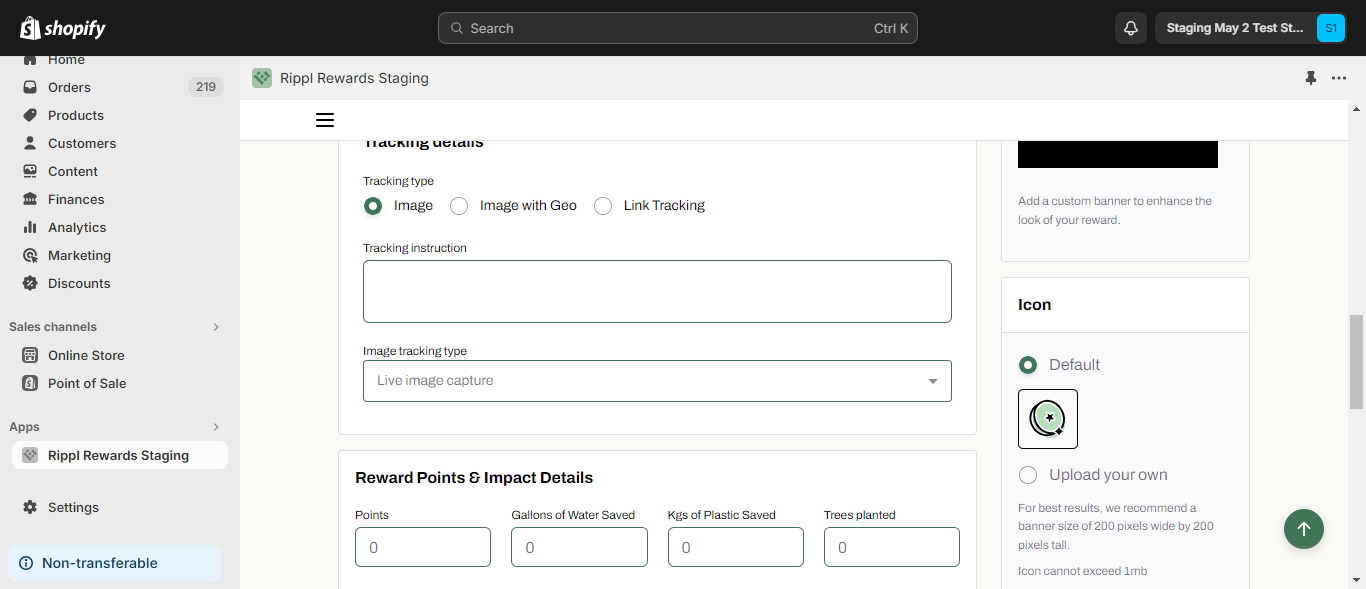 shopify
Search
Ctrl K
Staging May 2 Test St...
S1
Home
Orders
219
Products
Customers
Content
Finances
Analytics
Marketing
Discounts
Sales channels
Online Store
Point of Sale
Apps
Rippl Rewards Staging
Settings
Non-transferable
Rippl Rewards Staging
Tracking details
Tracking type
Image
Image with Geo
Link Tracking
Tracking instruction
Image tracking type
Live image capture
Reward Points & Impact Details
Points
Gallons of Water Saved
Kgs of Plastic Saved
Trees planted
0
0
0
0
Add a custom banner to enhance the
look of your reward.
Icon
Default
Upload your own
For best results, we recommend a
banner size of 200 pixels wide by 200
pixels tall.
Icon cannot exceed 1mb